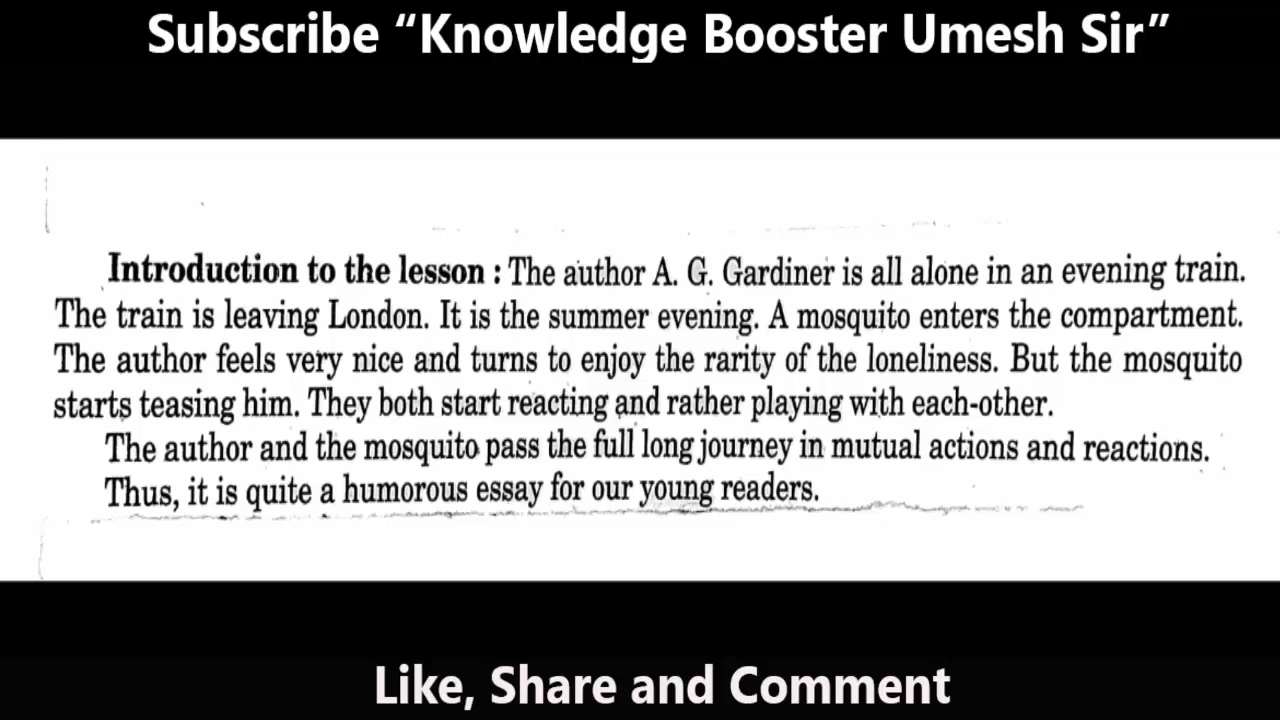 Subscribe “Knowledge Booster Umesh Sir”
Introduction to the lesson : The author A. G. Gardiner is all alone in an evening train.
The train is leaving London. It is the summer evening. A mosquito enters the compartment.
The author feels very nice and turns to enjoy the rarity of the loneliness. But the mosquito
starts teasing him. They both start reacting and rather playing with each-other.
The author and the mosquito pass the full long journey in mutual actions and reactions.
Thus, it is quite a humorous essay for our young readers.
Like, Share and Comment